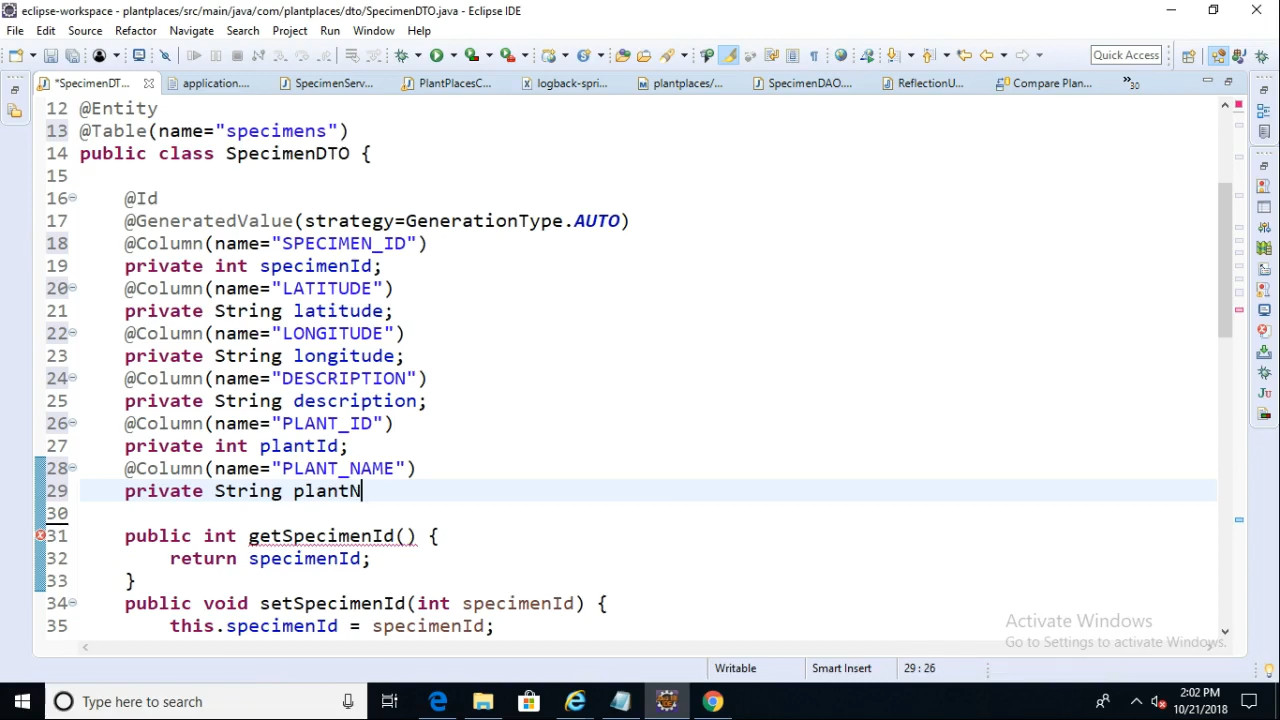 eclipse-workspace - plantplaces/src/main/java/com/plantplaces/dto/SpecimenDTO.java - Eclipse IDE
File Edit Source Refactor Navigate Search Project Run Window Help
Quick Access
*SpecimenDT... application.... SpecimenServ... PlantPlacesC... logback-spri... plantplaces/... SpecimenDAO.... ReflectionU... Compare Plan... »30
12 @Entity
13 @Table(name="specimens")
14 public class SpecimenDTO {
15
16 @Id
17 @GeneratedValue(strategy=GenerationType.AUTO)
18 @Column(name="SPECIMEN_ID")
19 private int specimenId;
20 @Column(name="LATITUDE")
21 private String latitude;
22 @Column(name="LONGITUDE")
23 private String longitude;
24 @Column(name="DESCRIPTION")
25 private String description;
26 @Column(name="PLANT_ID")
27 private int plantId;
28 @Column(name="PLANT_NAME")
29 private String plantN
30
31 public int getSpecimenId() {
32 return specimenId;
33 }
34 public void setSpecimenId(int specimenId) {
35 this.specimenId = specimenId;
Activate Windows
Go to Settings to activate Windows.
Writable Smart Insert 29 : 26
Type here to search
2:02 PM
10/21/2018